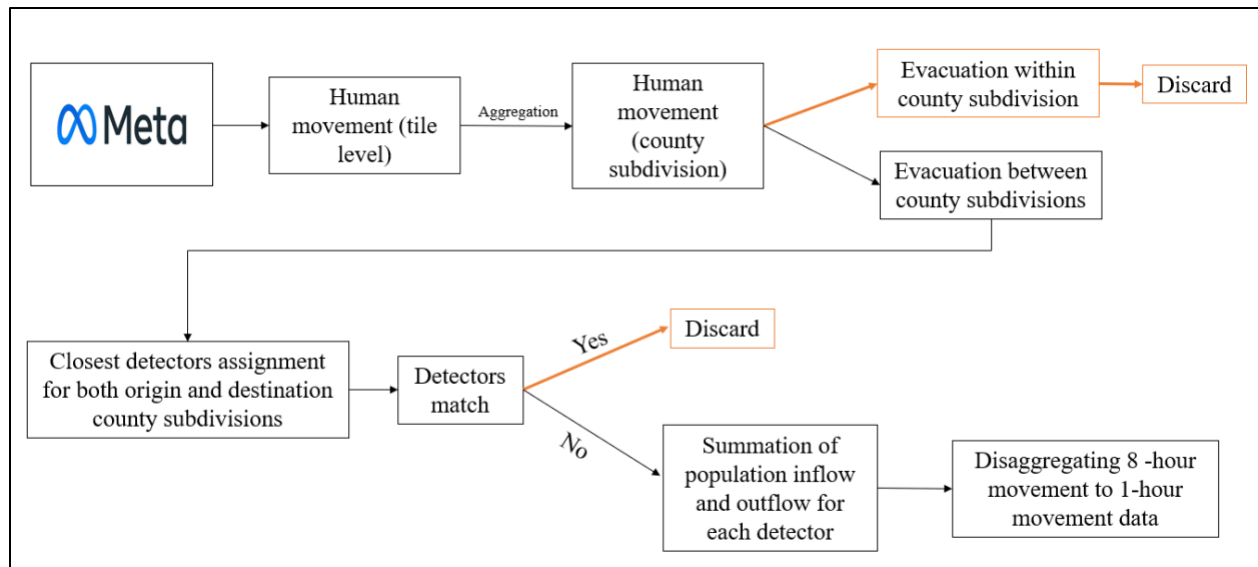 Meta
Human
movement (tile
level)
Aggregation
Human
movement
(county
subdivision)
Evacuation within
county subdivision
Discard
Evacuation between
county subdivisions
Closest detectors assignment
for both origin and destination
county subdivisions
Detectors
match
Yes
Discard
No
Summation of
population inflow
and outflow for
each detector
Disaggregating 8 -hour
movement to 1-hour
movement data